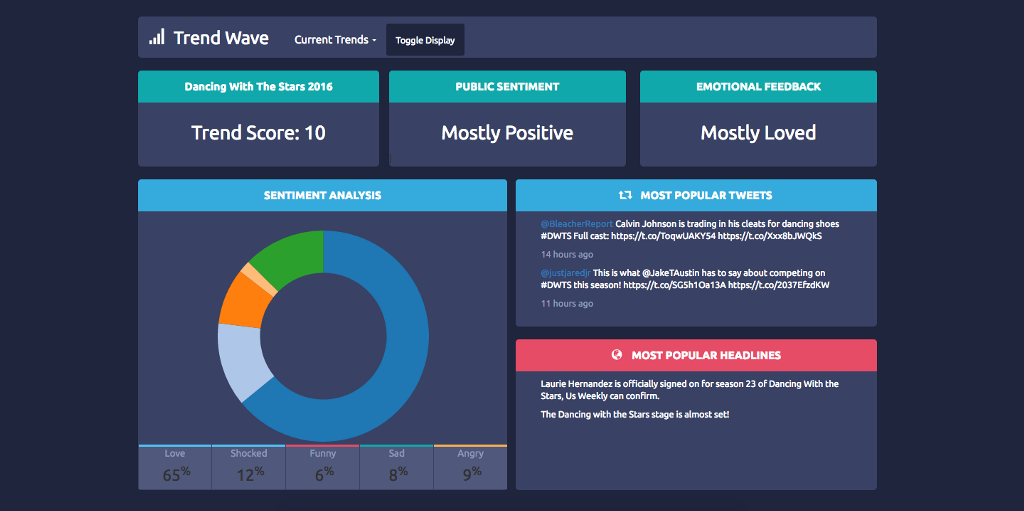 Trend Wave
Current Trends
Toggle Display
Dancing With The Stars 2016
Trend Score: 10
PUBLIC SENTIMENT
Mostly Positive
EMOTIONAL FEEDBACK
Mostly Loved
SENTIMENT ANALYSIS
Love
65%
Shocked
12%
Funny
6%
Sad
8%
Angry
9%
MOST POPULAR TWEETS
@BleacherReport Calvin Johnson is trading in his cleats for dancing shoes
#DWTS Full cast: https://t.co/ToqwUAKY54 https://t.co/Xxx8bJWQkS
14 hours ago
@justjaredjr This is what @JakeTAustin has to say about competing on
#DWTS this season! https://t.co/SG5h1Oa13A https://t.co/2037EfzdKW
11 hours ago
MOST POPULAR HEADLINES
Laurie Hernandez is officially signed on for season 23 of Dancing With the
Stars, Us Weekly can confirm.
The Dancing with the Stars stage is almost set!